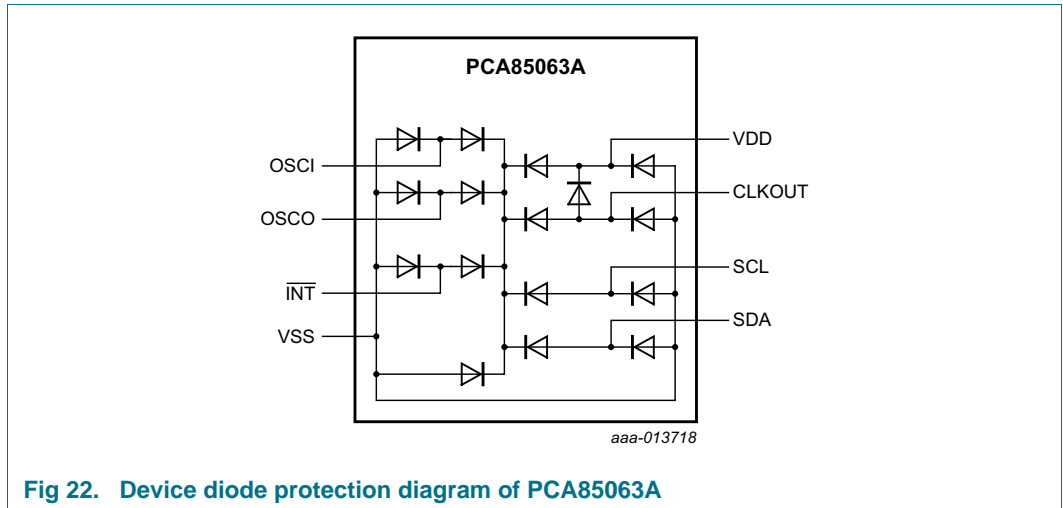 PCA85063A
VDD
OSCI
CLKOUT
OSCO
SCL
INT
SDA
VSS
aaa-013718
Fig 22. Device diode protection diagram of PCA85063A